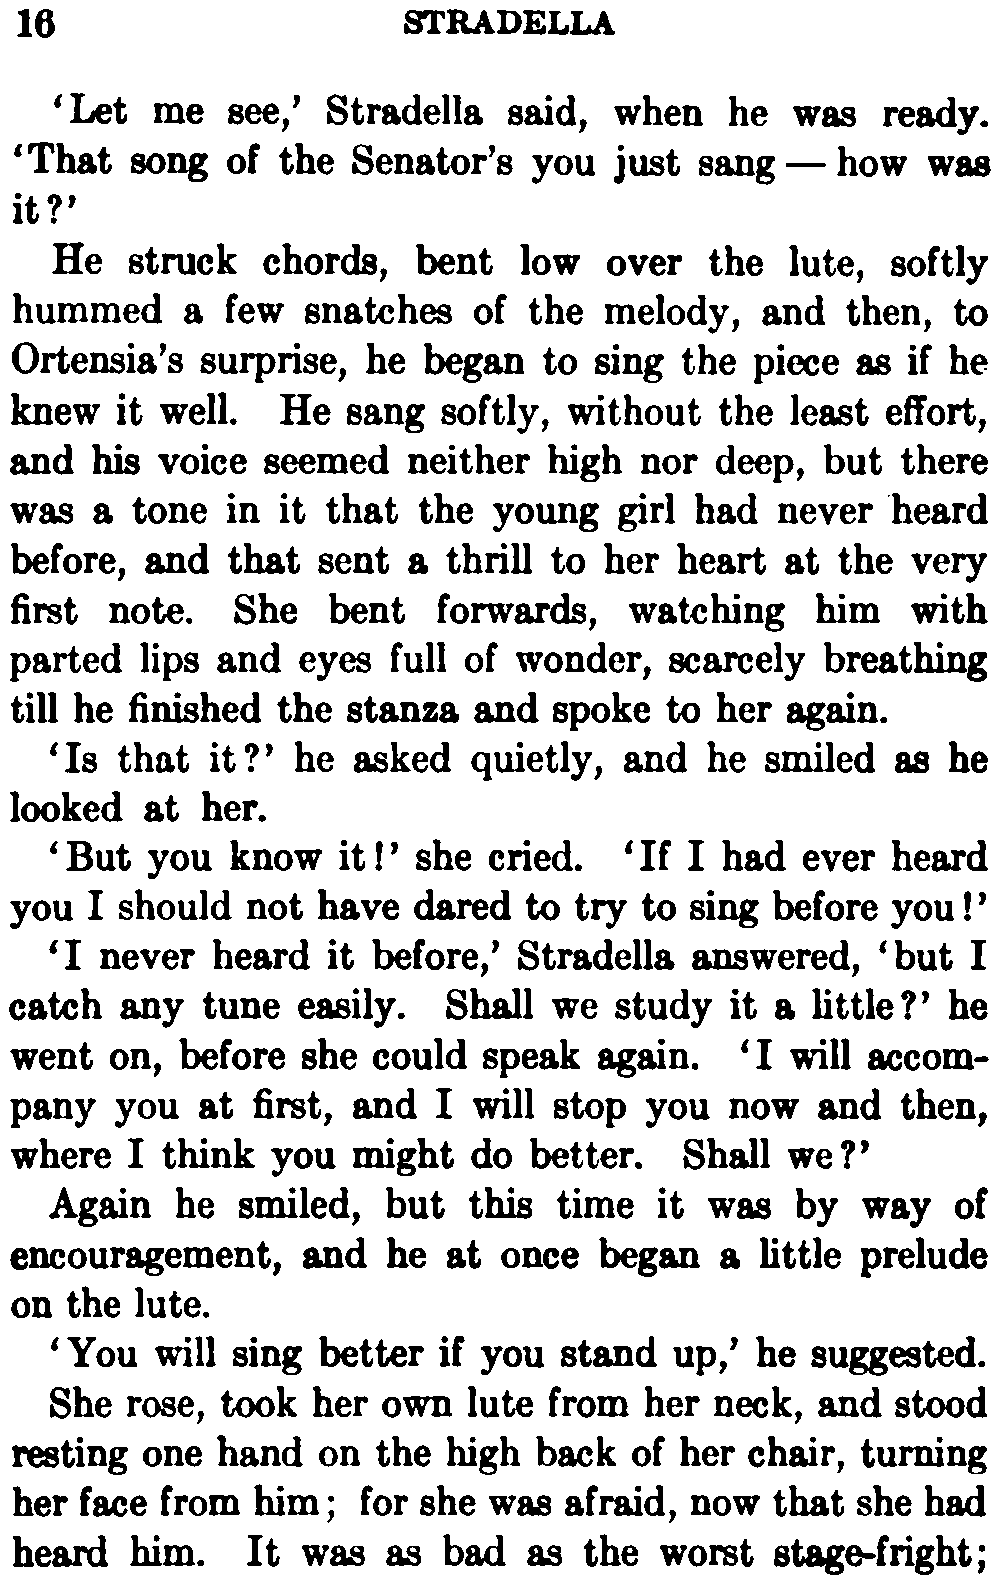 16 STRADELLA
‘Let me see,’ Stradella said, when he was ready.
‘That song of the Senator’s you just sang — how was
it?’
He struck chords, bent low over the lute, softly
hummed a few snatches of the melody, and then, to
Ortensia’s surprise, he began to sing the piece as if he
knew it well. He sang softly, without the least effort,
and his voice seemed neither high nor deep, but there
was a tone in it that the young girl had never heard
before, and that sent a thrill to her heart at the very
first note. She bent forwards, watching him with
parted lips and eyes full of wonder, scarcely breathing
till he finished the stanza and spoke to her again.
‘Is that it?’ he asked quietly, and he smiled as he
looked at her.
‘But you know it!’ she cried. ‘If I had ever heard
you I should not have dared to try to sing before you!’
‘I never heard it before,’ Stradella answered, ‘but I
catch any tune easily. Shall we study it a little?’ he
went on, before she could speak again. ‘I will accom-
pany you at first, and I will stop you now and then,
where I think you might do better. Shall we?’
Again he smiled, but this time it was by way of
encouragement, and he at once began a little prelude
on the lute.
‘You will sing better if you stand up,’ he suggested.
She rose, took her own lute from her neck, and stood
resting one hand on the high back of her chair, turning
her face from him; for she was afraid, now that she had
heard him. It was as bad as the worst stage-fright;